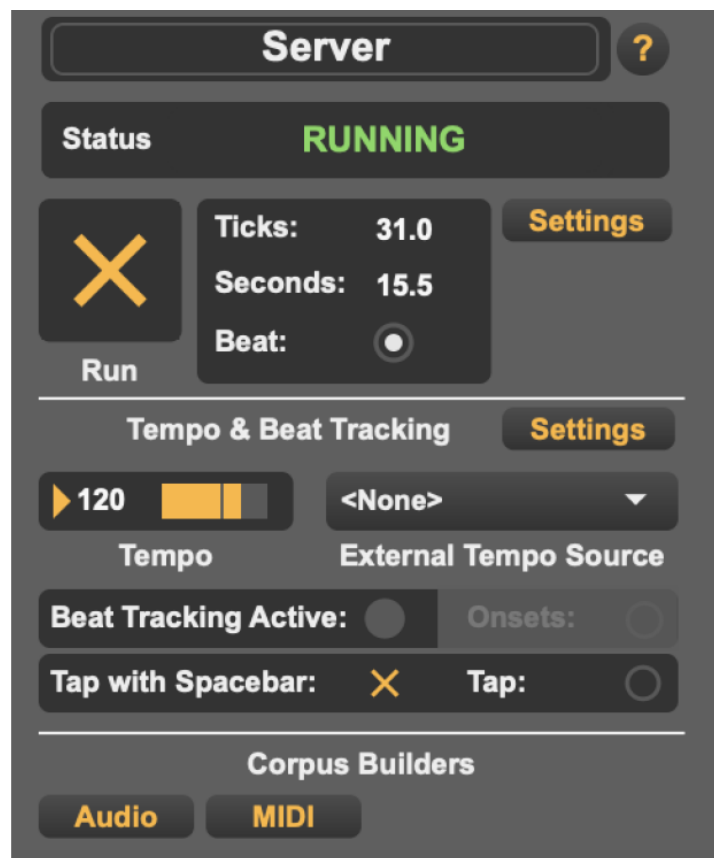 Server ?
Status RUNNING
Ticks: 31.0 Settings
Seconds: 15.5
Beat:
Run
Tempo & Beat Tracking Settings
120 <None>
Tempo External Tempo Source
Beat Tracking Active: Onsets:
Tap with Spacebar: Tap:
Corpus Builders
Audio MIDI